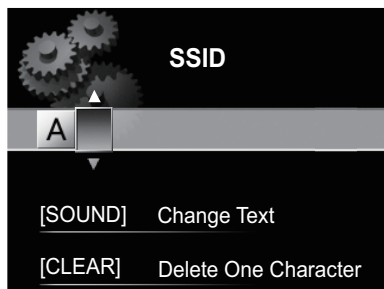 SSID
A
[SOUND] Change Text
[CLEAR] Delete One Character